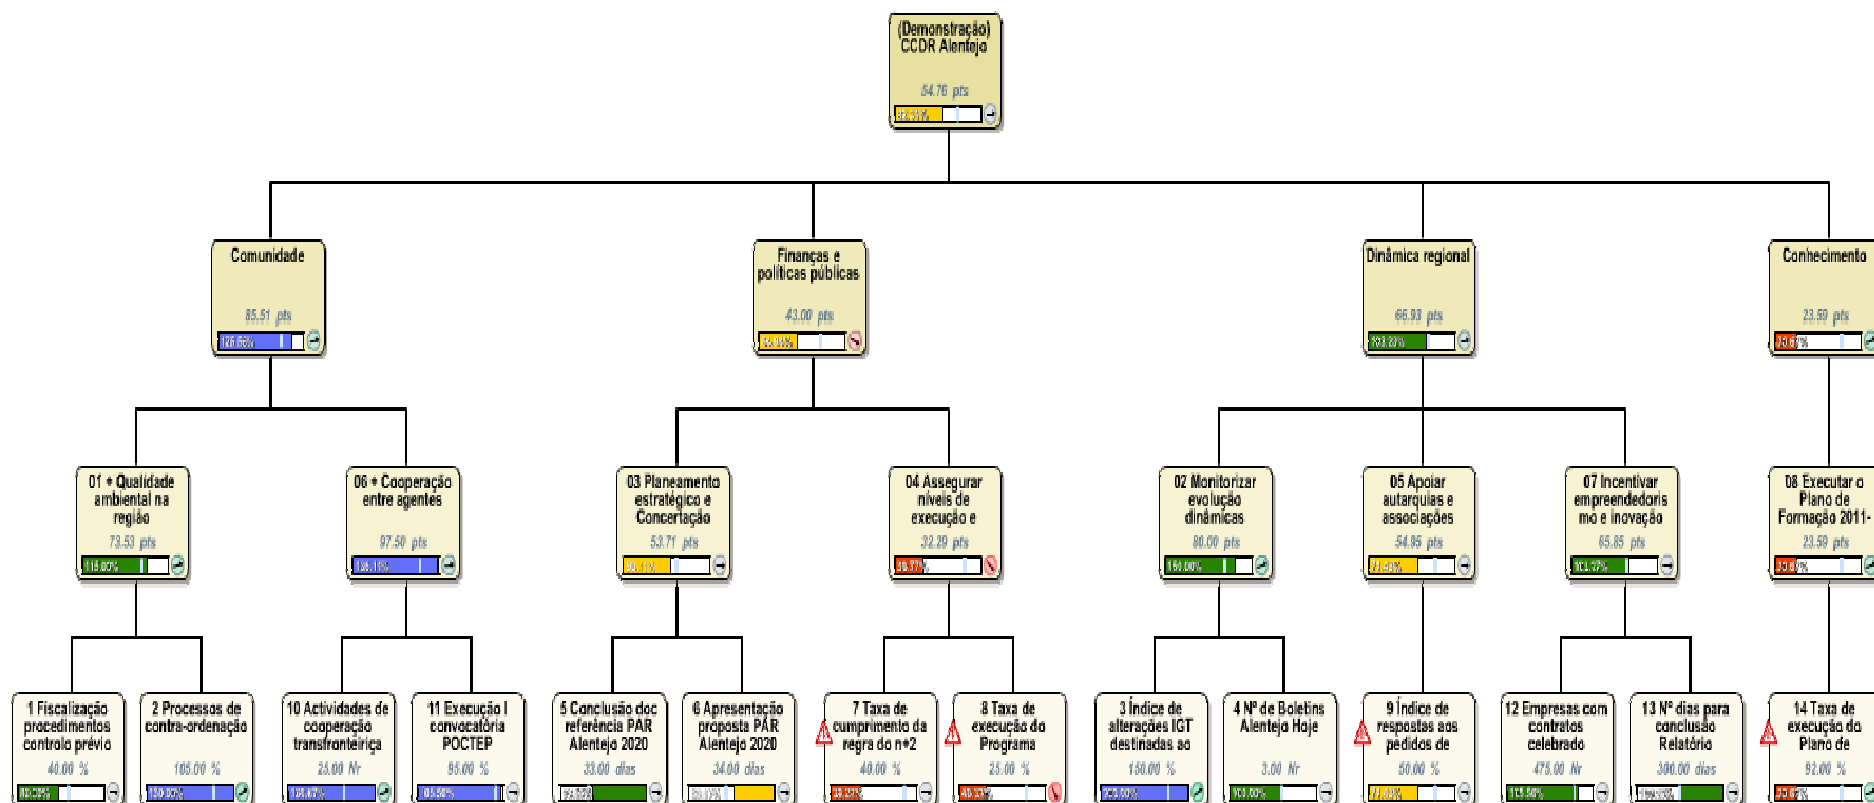 (Demonstração)
CCDR Alentejo
54.76 pts
Comunidade
85.51 pts
Finanças e
políticas públicas
43.00 pts
Dinâmica regional
66.93 pts
Conhecimento
23.59 pts
01 + Qualidade
ambiental na
região
73.53 pts
115.00%
06 + Cooperação
entre agentes
97.50 pts
03 Planeamento
estratégico e
Concertação
53.71 pts
04 Assegurar
níveis de
execução e
32.29 pts
02 Monitorizar
evolução
dinâmicas
80.00 pts
05 Apoiar
autarquias e
associações
54.95 pts
07 Incentivar
empreendedoris
mo e inovação
65.85 pts
08 Executar o
Plano de
Formação 2011-
23.59 pts
1 Fiscalização
procedimentos
controlo prévio
40.00 %
2 Processos de
contra-ordenação
105.00 %
10 Actividades de
cooperação
transfronteiriça
25.00 Nr
11 Execução I
convocatória
POCTEP
95.00 %
5 Conclusão doc
referência PAR
Alentejo 2020
33.00 dias
6 Apresentação
proposta PAR
Alentejo 2020
34.00 dias
7 Taxa de
cumprimento da
regra do n+2
40.00 %
8 Taxa de
execução do
Programa
25.00 %
3 Índice de
alterações IGT
destinadas ao
150.00 %
4 Nº de Boletins
Alentejo Hoje
3.00 Nr
9 Índice de
respostas aos
pedidos de
50.00 %
12 Empresas com
contratos
celebrado
475.00 Nr
13 Nº dias para
conclusão
Relatório
300.00 dias
14 Taxa de
execução do
Plano de
92.00 %